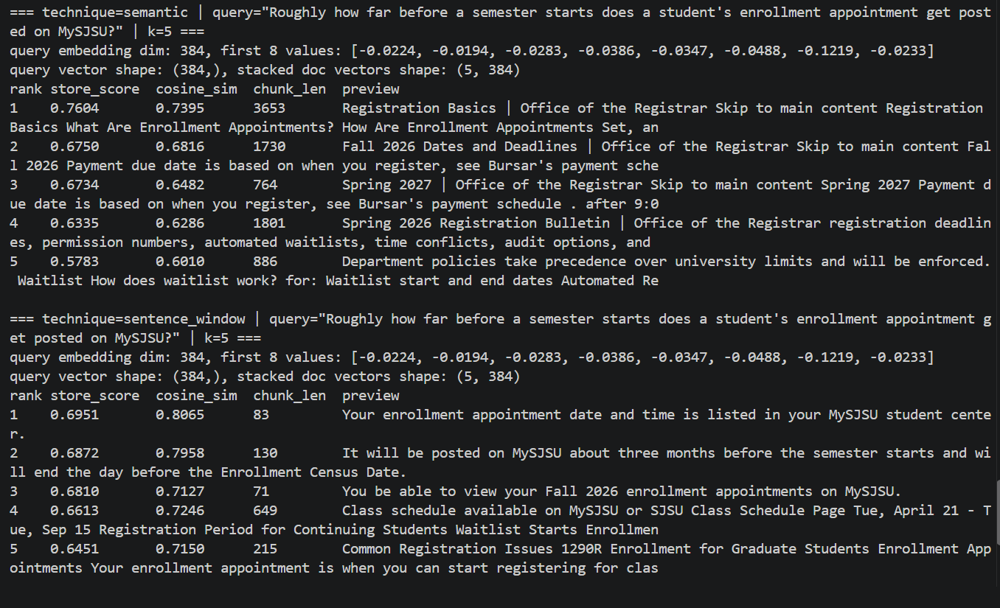 === technique=semantic | query="Roughly how far before a semester starts does a student's enrollment appointment get post
ed on MySJSU?" | k=5 ===
query embedding dim: 384, first 8 values: [-0.0224, -0.0194, -0.0283, -0.0386, -0.0347, -0.0488, -0.1219, -0.0233]
query vector shape: (384,), stacked doc vectors shape: (5, 384)
rank store_score  cosine_sim  chunk_len  preview
1    0.7604       0.7395      3653       Registration Basics | Office of the Registrar Skip to main content Registration
Basics What Are Enrollment Appointments? How Are Enrollment Appointments Set, an
2    0.6750       0.6816      1730       Fall 2026 Dates and Deadlines | Office of the Registrar Skip to main content Fal
l 2026 Payment due date is based on when you register, see Bursar's payment sche
3    0.6734       0.6482      764        Spring 2027 | Office of the Registrar Skip to main content Spring 2027 Payment d
ue date is based on when you register, see Bursar's payment schedule . after 9:0
4    0.6335       0.6286      1801       Spring 2026 Registration Bulletin | Office of the Registrar registration deadlin
es, permission numbers, automated waitlists, time conflicts, audit options, and
5    0.5783       0.6010      886        Department policies take precedence over university limits and will be enforced.
 Waitlist How does waitlist work? for: Waitlist start and end dates Automated Re

=== technique=sentence_window | query="Roughly how far before a semester starts does a student's enrollment appointment g
et posted on MySJSU?" | k=5 ===
query embedding dim: 384, first 8 values: [-0.0224, -0.0194, -0.0283, -0.0386, -0.0347, -0.0488, -0.1219, -0.0233]
query vector shape: (384,), stacked doc vectors shape: (5, 384)
rank store_score  cosine_sim  chunk_len  preview
1    0.6951       0.8065      83         Your enrollment appointment date and time is listed in your MySJSU student cente
r.
2    0.6872       0.7958      130        It will be posted on MySJSU about three months before the semester starts and wi
ll end the day before the Enrollment Census Date.
3    0.6810       0.7127      71         You be able to view your Fall 2026 enrollment appointments on MySJSU.
4    0.6613       0.7246      649        Class schedule available on MySJSU or SJSU Class Schedule Page Tue, April 21 - T
ue, Sep 15 Registration Period for Continuing Students Waitlist Starts Enrollmen
5    0.6451       0.7150      215        Common Registration Issues 1290R Enrollment for Graduate Students Enrollment App
ointments Your enrollment appointment is when you can start registering for clas